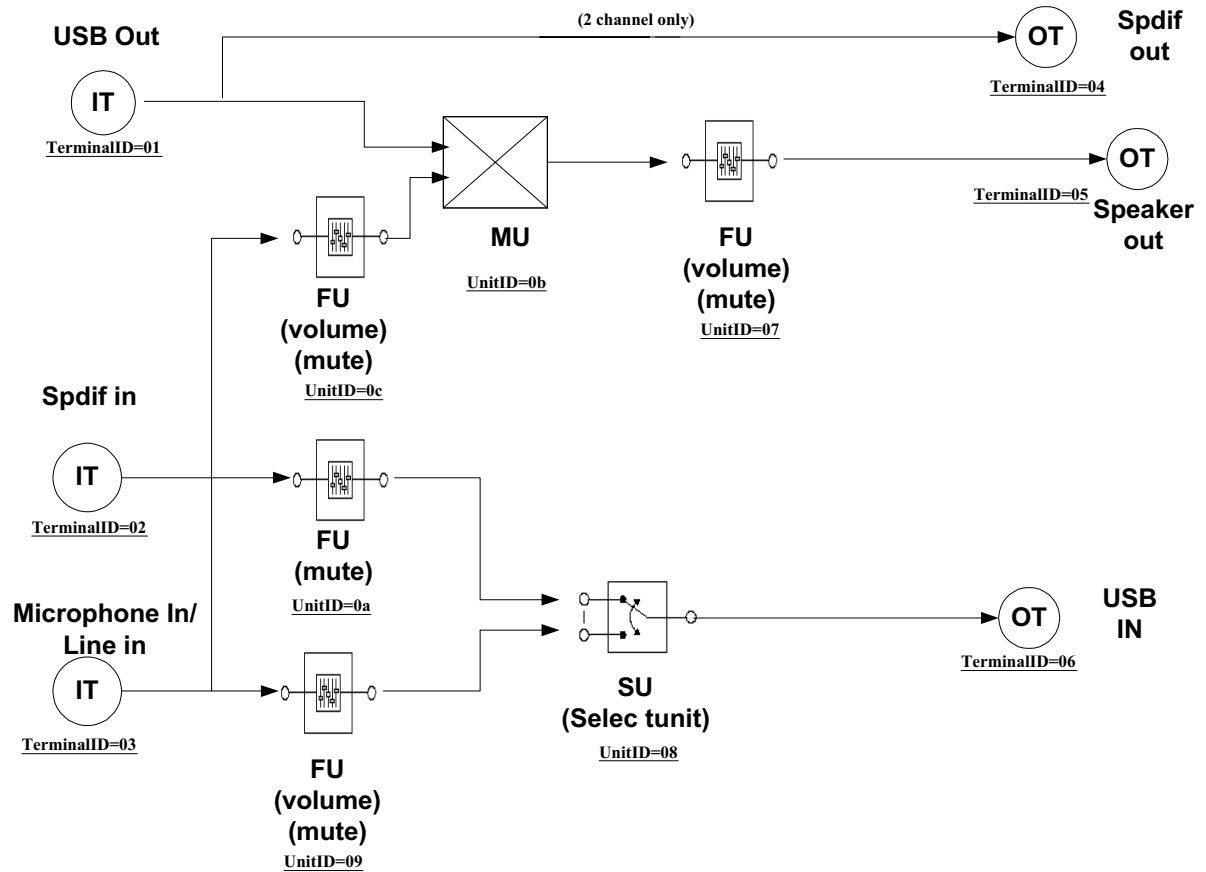 (2 channel only)
USB Out
IT
TerminalID=01
OT
Spdif
out
TerminalID=04
MU
UnitID=0b
FU
(volume)
(mute)
UnitID=07
OT
TerminalID=05
Speaker
out
FU
(volume)
(mute)
UnitID=0c
Spdif in
IT
TerminalID=02
FU
(mute)
UnitID=0a
Microphone In/
Line in
IT
TerminalID=03
FU
(volume)
(mute)
UnitID=09
SU
(Selec tunit)
UnitID=08
OT
TerminalID=06
USB
IN